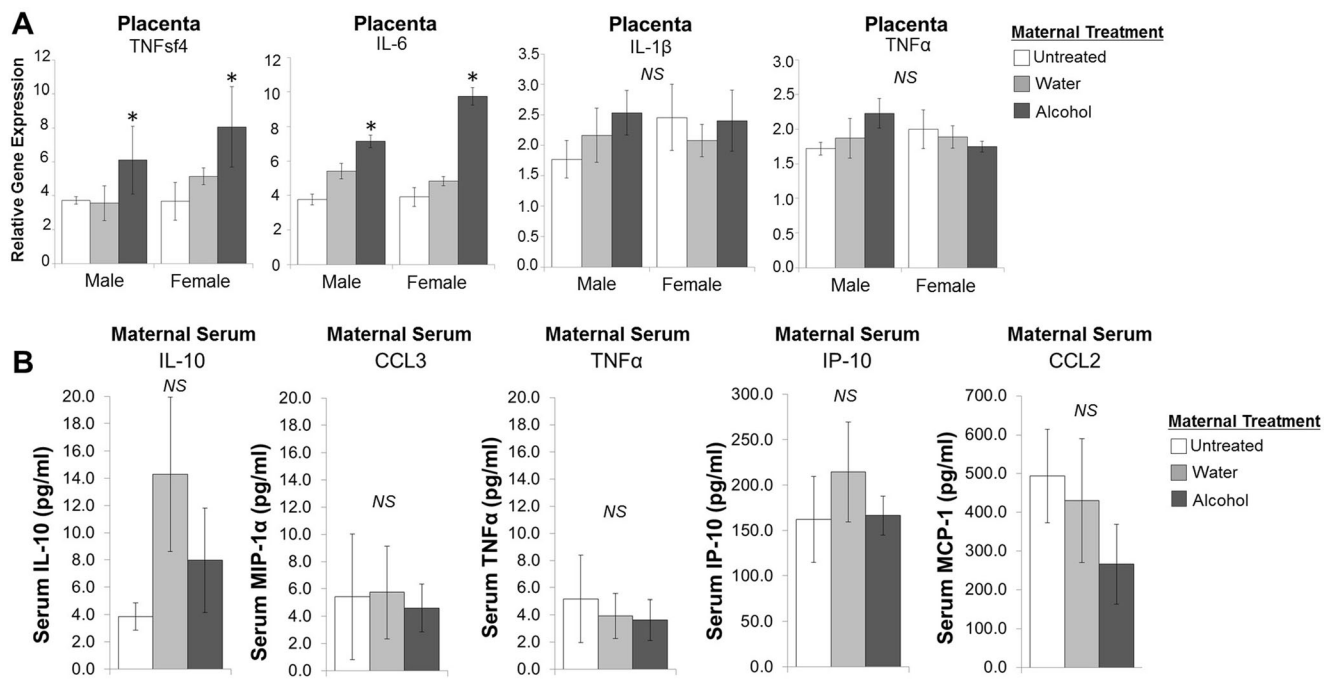 A
Placenta
TNFsf4
Relative Gene Expression
12
10
8
6
4
2
0
*
*
Male Female
Placenta
IL-6
12
10
8
6
4
2
0
*
*
Male Female
Placenta
IL-1β
NS
3.5
3.0
2.5
2.0
1.5
1.0
0.5
0.0
Male Female
Placenta
TNFα
NS
3.0
2.5
2.0
1.5
1.0
0.5
0.0
Male Female
Maternal Treatment
Untreated
Water
Alcohol
B
Maternal Serum
IL-10
NS
Serum IL-10 (pg/ml)
20.0
18.0
16.0
14.0
12.0
10.0
8.0
6.0
4.0
2.0
0.0
Maternal Serum
CCL3
NS
Serum MIP-1α (pg/ml)
20.0
18.0
16.0
14.0
12.0
10.0
8.0
6.0
4.0
2.0
0.0
Maternal Serum
TNFα
NS
Serum TNFα (pg/ml)
20.0
18.0
16.0
14.0
12.0
10.0
8.0
6.0
4.0
2.0
0.0
Maternal Serum
IP-10
NS
Serum IP-10 (pg/ml)
300.0
250.0
200.0
150.0
100.0
50.0
0.0
Maternal Serum
CCL2
NS
Serum MCP-1 (pg/ml)
700.0
600.0
500.0
400.0
300.0
200.0
100.0
0.0
Maternal Treatment
Untreated
Water
Alcohol